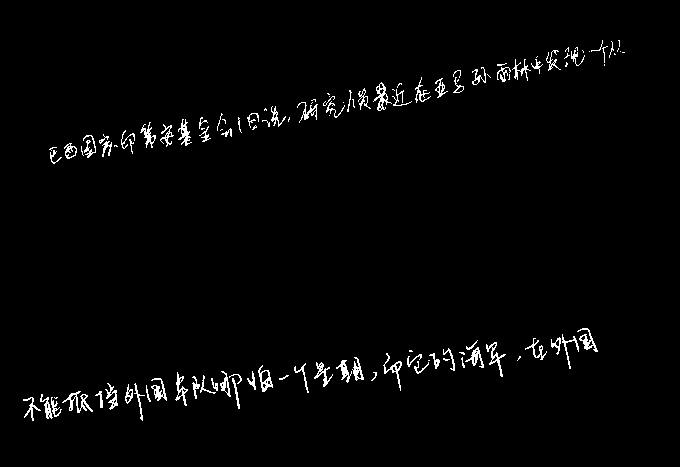 巴西国家印第安基金会1日说,研究人员最近在亚马孙雨林中发现一个从
不能抵挡外国军队哪怕一个星期,而它的海军,在外国